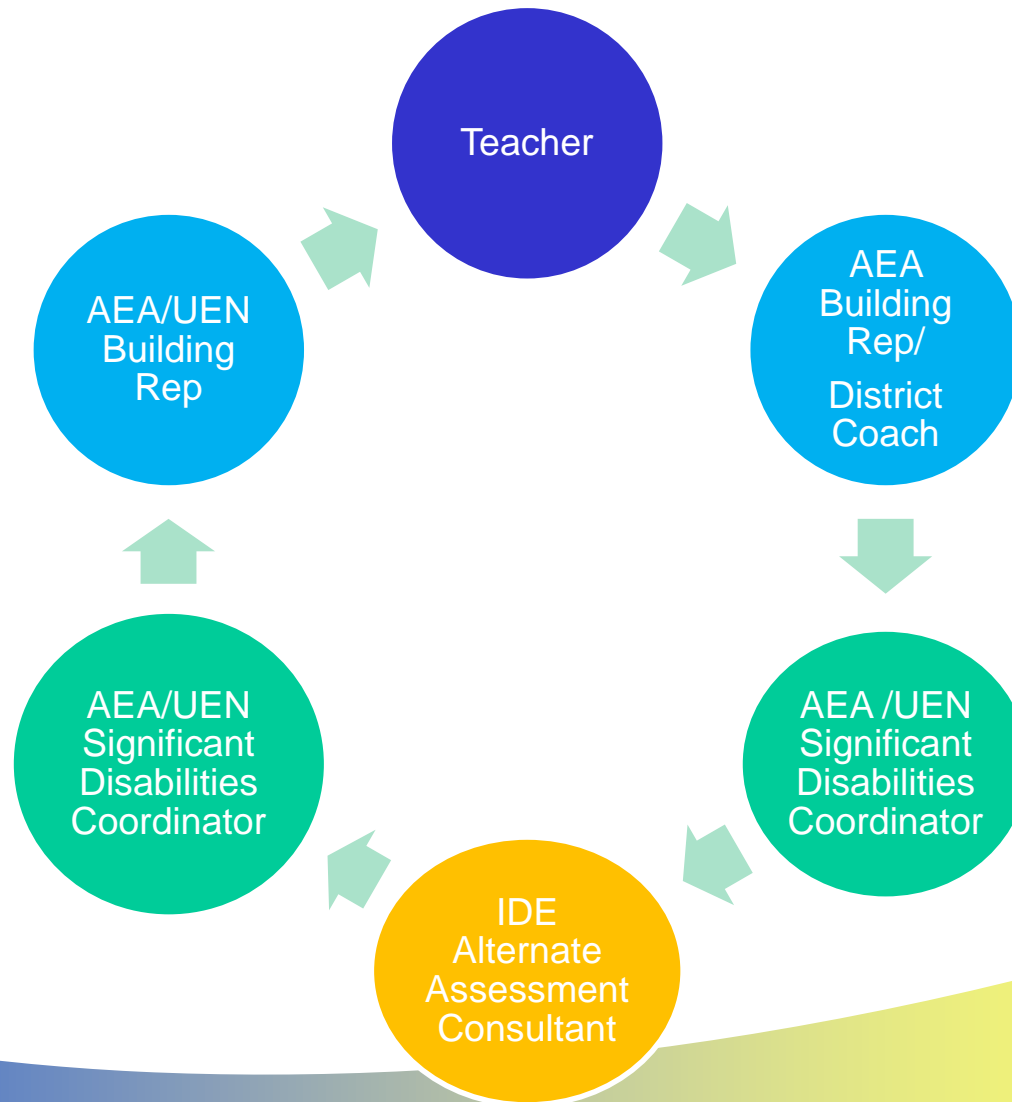 Teacher
AEA
Building
Rep/
District
Coach
AEA /UEN
Significant
Disabilities
Coordinator
IDE
Alternate
Assessment
Consultant
AEA/UEN
Significant
Disabilities
Coordinator
AEA/UEN
Building
Rep